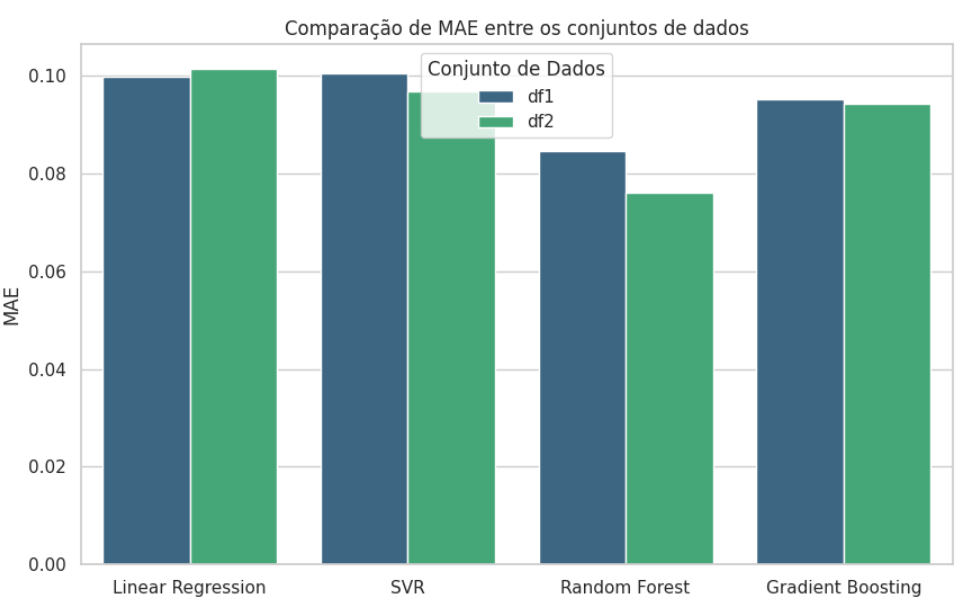 Comparação de MAE entre os conjuntos de dados
Conjunto de Dados
df1
df2
MAE
0.10
0.08
0.06
0.04
0.02
0.00
Linear Regression
SVR
Random Forest
Gradient Boosting